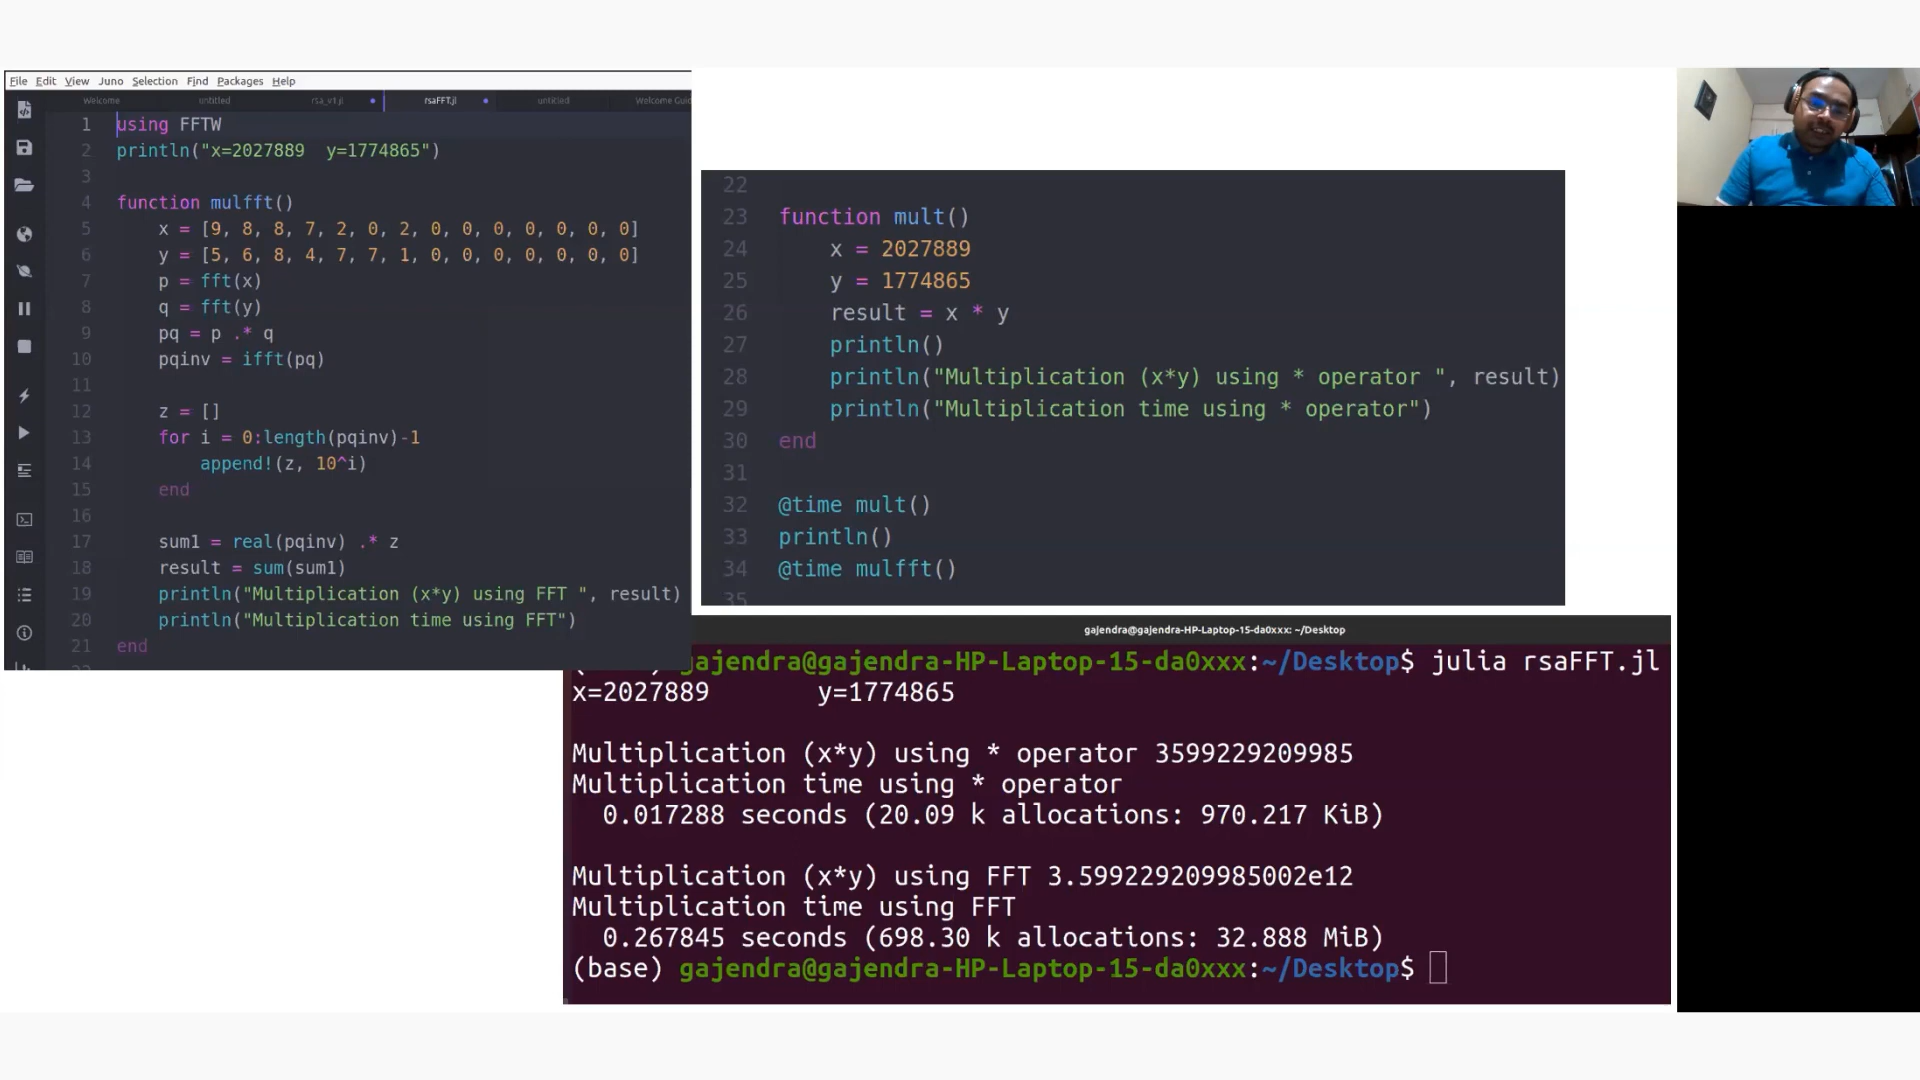 File Edit View Juno Selection Find Packages Help
Welcome untitled rsa_v1.jl rsaFFT.jl untitled Welcome Guid
1 using FFTW
2 println("x=2027889  y=1774865")
3
4 function mulfft()
5 x = [9, 8, 8, 7, 2, 0, 2, 0, 0, 0, 0, 0, 0, 0]
6 y = [5, 6, 8, 4, 7, 7, 1, 0, 0, 0, 0, 0, 0, 0]
7 p = fft(x)
8 q = fft(y)
9 pq = p .* q
10 pqinv = ifft(pq)
11
12 z = []
13 for i = 0:length(pqinv)-1
14 append!(z, 10^i)
15 end
16
17 sum1 = real(pqinv) .* z
18 result = sum(sum1)
19 println("Multiplication (x*y) using FFT ", result)
20 println("Multiplication time using FFT")
21 end
22
23 function mult()
24 x = 2027889
25 y = 1774865
26 result = x * y
27 println()
28 println("Multiplication (x*y) using * operator ", result)
29 println("Multiplication time using * operator")
30 end
31
32 @time mult()
33 println()
34 @time mulfft()
35
gajendra@gajendra-HP-Laptop-15-da0xxx: ~/Desktop
gajendra@gajendra-HP-Laptop-15-da0xxx:~/Desktop$ julia rsaFFT.jl
x=2027889 y=1774865
Multiplication (x*y) using * operator 3599229209985
Multiplication time using * operator
0.017288 seconds (20.09 k allocations: 970.217 KiB)
Multiplication (x*y) using FFT 3.599229209985002e12
Multiplication time using FFT
0.267845 seconds (698.30 k allocations: 32.888 MiB)
(base) gajendra@gajendra-HP-Laptop-15-da0xxx:~/Desktop$